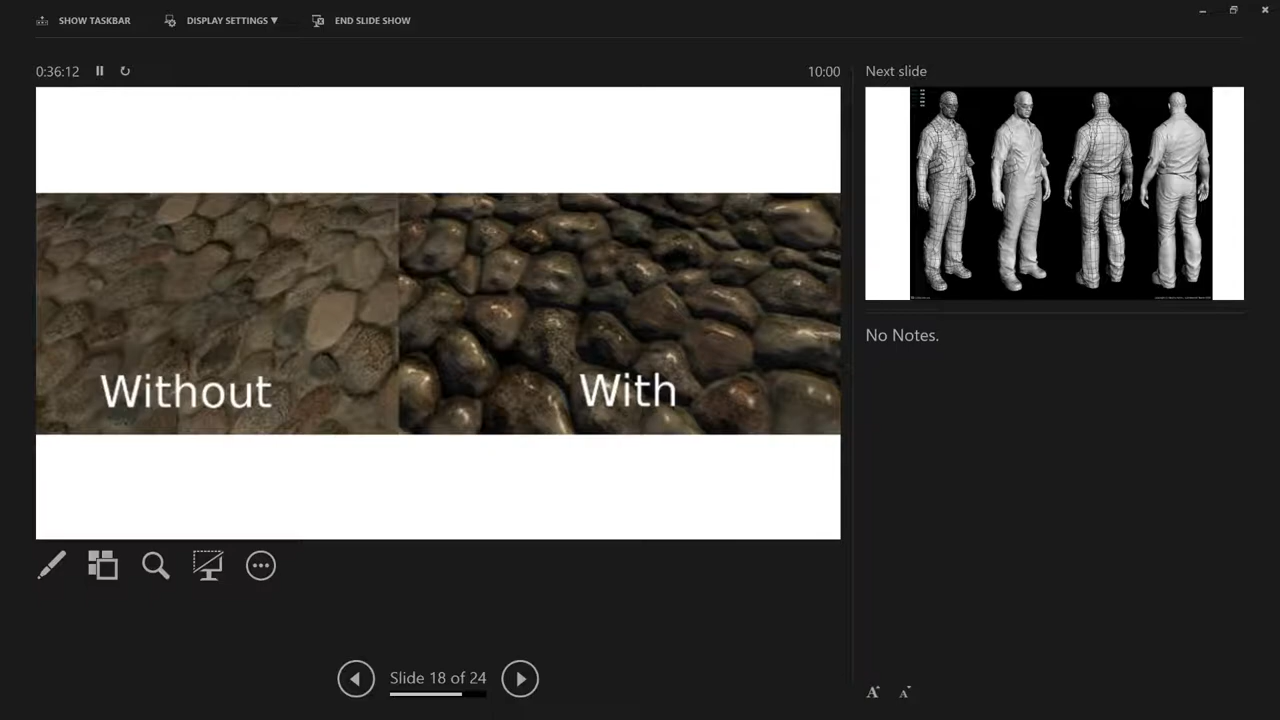 SHOW TASKBAR
DISPLAY SETTINGS ▼
END SLIDE SHOW
0:36:12
10:00
Next slide
Without
With
No Notes.
Slide 18 of 24